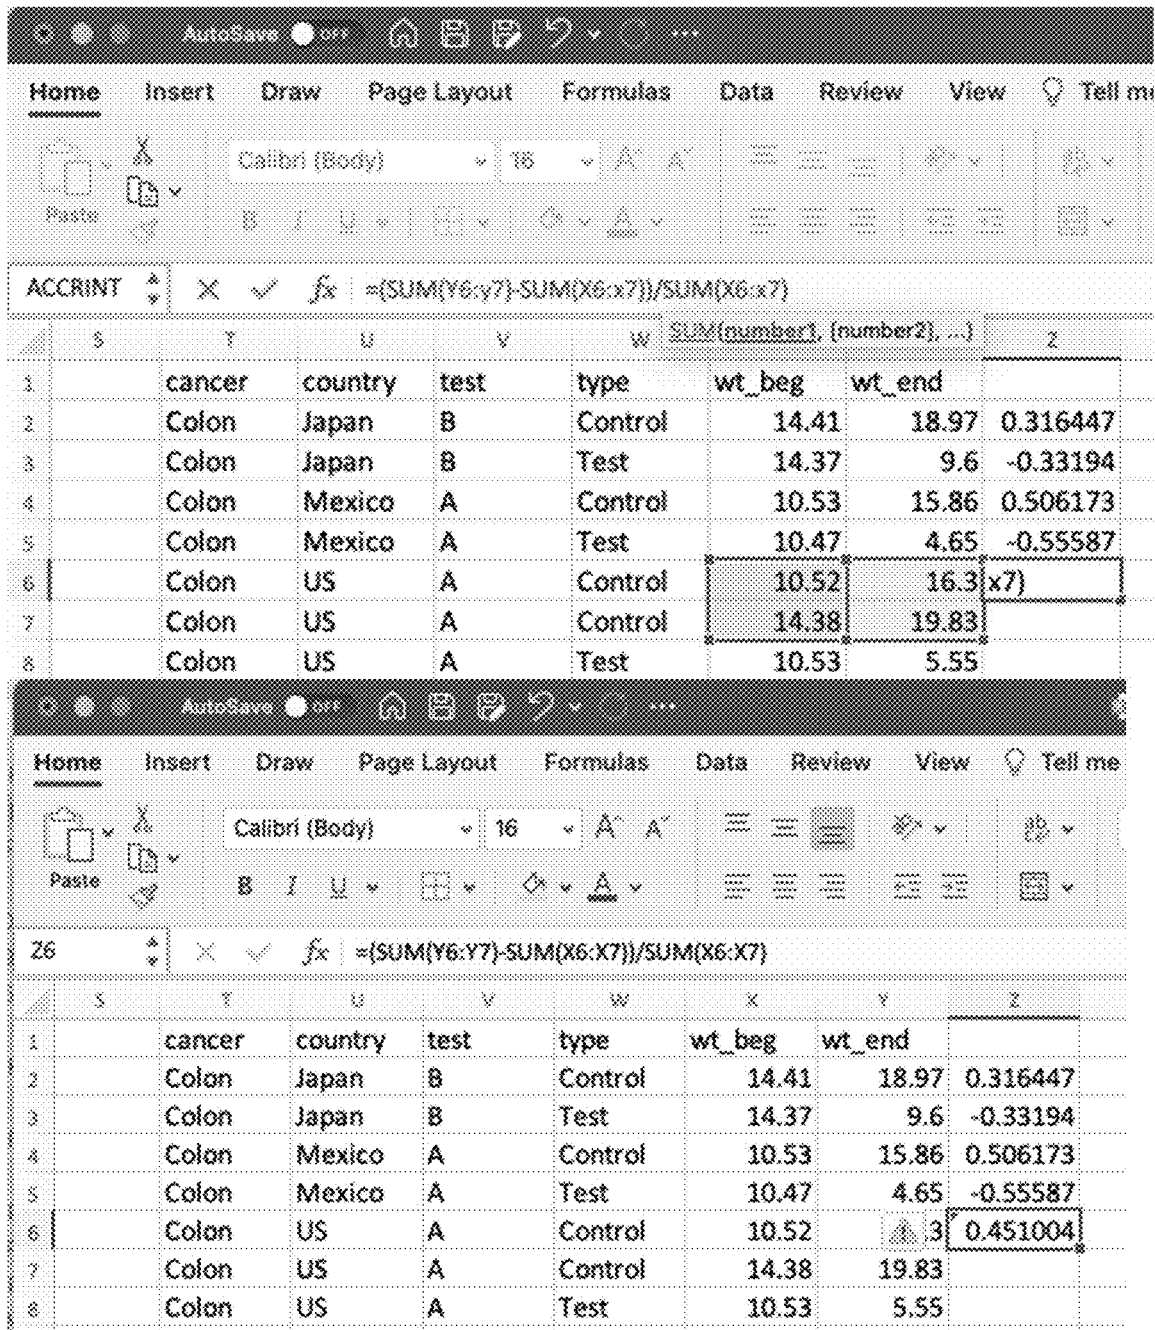 AutoSave OFF ...
Home Insert Draw Page Layout Formulas Data Review View Tell me
Calibri (Body) 16 A^ A˅
Paste B I U A
ACCRINT fx =(SUM(Y6:y7)-SUM(X6:x7))/SUM(X6:x7)
SUM(number1, [number2], ...)
S T U V W Z
1 cancer country test type wt_beg wt_end
2 Colon Japan B Control 14.41 18.97 0.316447
3 Colon Japan B Test 14.37 9.6 -0.33194
4 Colon Mexico A Control 10.53 15.86 0.506173
5 Colon Mexico A Test 10.47 4.65 -0.55587
6 Colon US A Control 10.52 16.3 x7)
7 Colon US A Control 14.38 19.83
8 Colon US A Test 10.53 5.55
AutoSave OFF ...
Home Insert Draw Page Layout Formulas Data Review View Tell me
Calibri (Body) 16 A^ A˅ ab
Paste B I U A
Z6 fx =(SUM(Y6:Y7)-SUM(X6:X7))/SUM(X6:X7)
S T U V W X Y Z
1 cancer country test type wt_beg wt_end
2 Colon Japan B Control 14.41 18.97 0.316447
3 Colon Japan B Test 14.37 9.6 -0.33194
4 Colon Mexico A Control 10.53 15.86 0.506173
5 Colon Mexico A Test 10.47 4.65 -0.55587
6 Colon US A Control 10.52 .3 0.451004
7 Colon US A Control 14.38 19.83
8 Colon US A Test 10.53 5.55